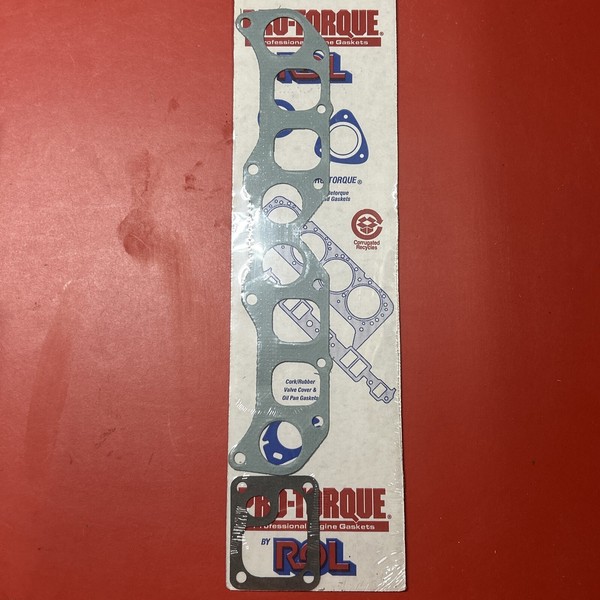 PRO-TORQUE®
Professional Engine Gaskets
ROL
TORQUE®
Gaskets
Corrugated
Recycles
Cork/Rubber
Valve Cover &
Oil Pan Gaskets
PRO-TORQUE®
Professional Engine Gaskets
BY ROL